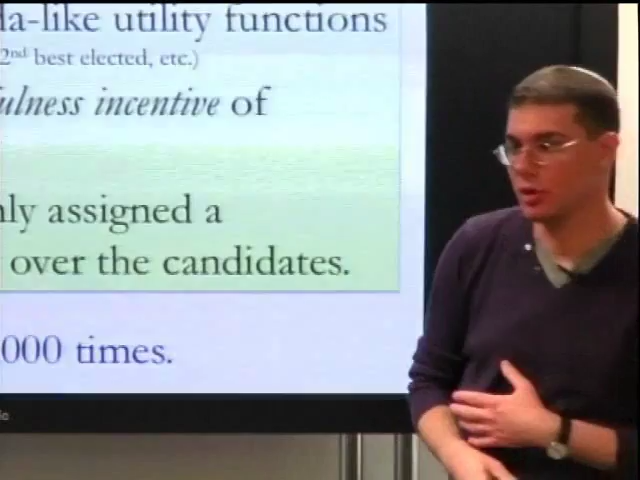 da-like utility functions
2nd best elected, etc.)
fulness incentive of
nly assigned a
over the candidates.
000 times.